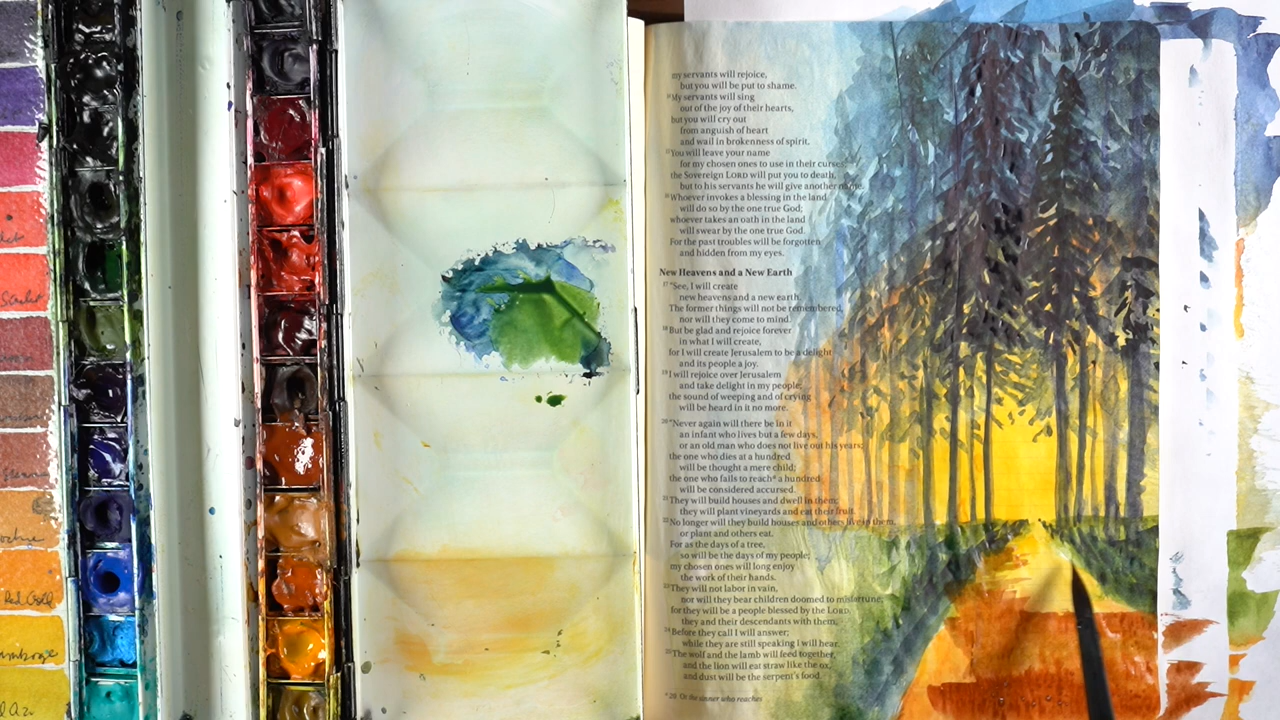 my servants will rejoice,
but you will be put to shame.
14 My servants will sing
out of the joy of their hearts,
but you will cry out
from anguish of heart
and wail in brokenness of spirit.
15 You will leave your name
for my chosen ones to use in their curses;
the Sovereign LORD will put you to death,
but to his servants he will give another name.
16 Whoever invokes a blessing in the land
will do so by the one true God;
whoever takes an oath in the land
will swear by the one true God.
For the past troubles will be forgotten
and hidden from my eyes.
New Heavens and a New Earth
17 "See, I will create
new heavens and a new earth.
The former things will not be remembered,
nor will they come to mind.
18 But be glad and rejoice forever
in what I will create,
for I will create Jerusalem to be a delight
and its people a joy.
19 I will rejoice over Jerusalem
and take delight in my people;
the sound of weeping and of crying
will be heard in it no more.
20 "Never again will there be in it
an infant who lives but a few days,
or an old man who does not live out his years;
the one who dies at a hundred
will be thought a mere child;
the one who fails to reach a a hundred
will be considered accursed.
21 They will build houses and dwell in them;
they will plant vineyards and eat their fruit.
22 No longer will they build houses and others live in them,
or plant and others eat.
For as the days of a tree,
so will be the days of my people;
my chosen ones will long enjoy
the work of their hands.
23 They will not labor in vain,
nor will they bear children doomed to misfortune;
for they will be a people blessed by the LORD,
they and their descendants with them.
24 Before they call I will answer;
while they are still speaking I will hear.
25 The wolf and the lamb will feed together,
and the lion will eat straw like the ox,
and dust will be the serpent's food.
a 20 Or the sinner who reaches
Scarlet